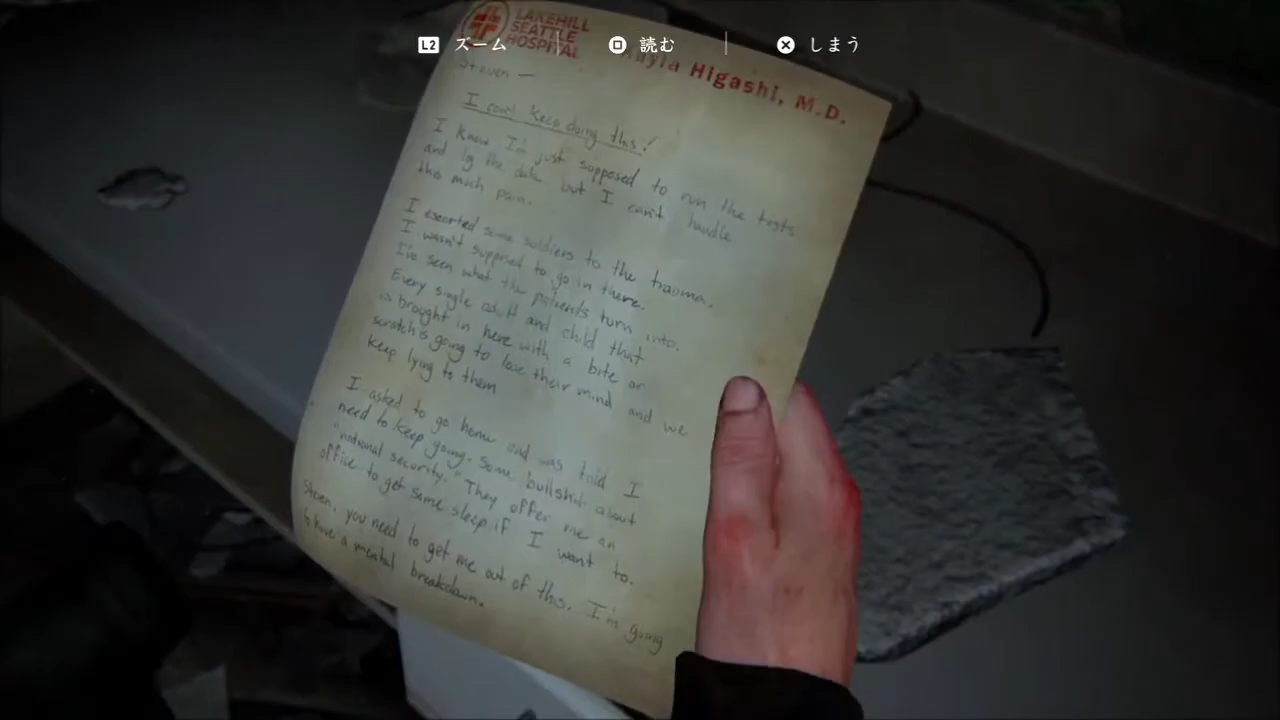 L2 ズーム
読む
しまう
LAKEHILL
SEATTLE
HOSPITAL
Kayla Higashi, M.D.
Steven —
I can't keep doing this!
I know I'm just supposed to run the tests
and lg the data but I can't handle
this much pain.
I escorted some soldiers to the trauma.
I wasn't supposed to go in there.
I've seen what the patients turn into.
Every single adult and child that
is brought in here with a bite or
scratch is going to lose their mind and we
keep lying to them
I asked to go home and was told I
need to keep going. Some bullshit about
"national security." They offer me an
office to get some sleep if I want to.
Steven, you need to get me out of this. I'm going
to have a mental breakdown.